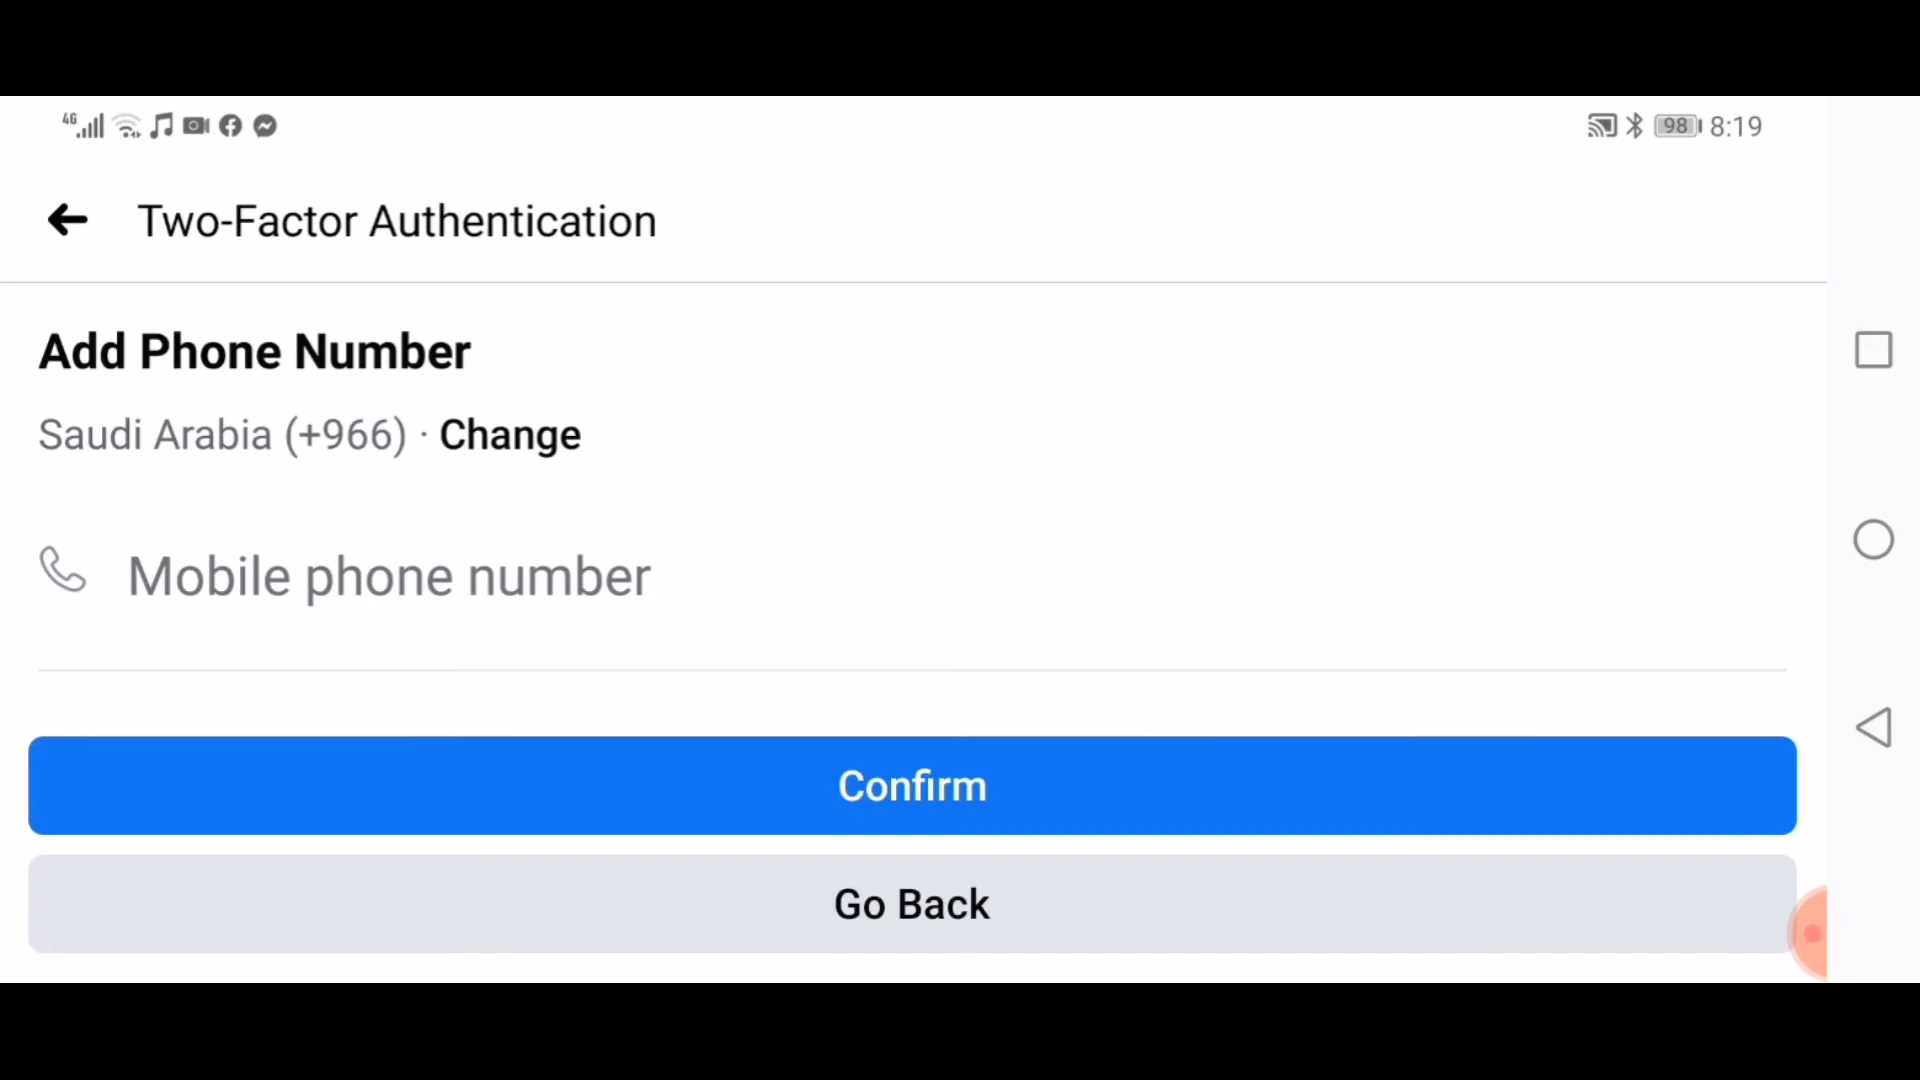 4G 98 8:19
Two-Factor Authentication
Add Phone Number
Saudi Arabia (+966) · Change
Mobile phone number
Confirm
Go Back